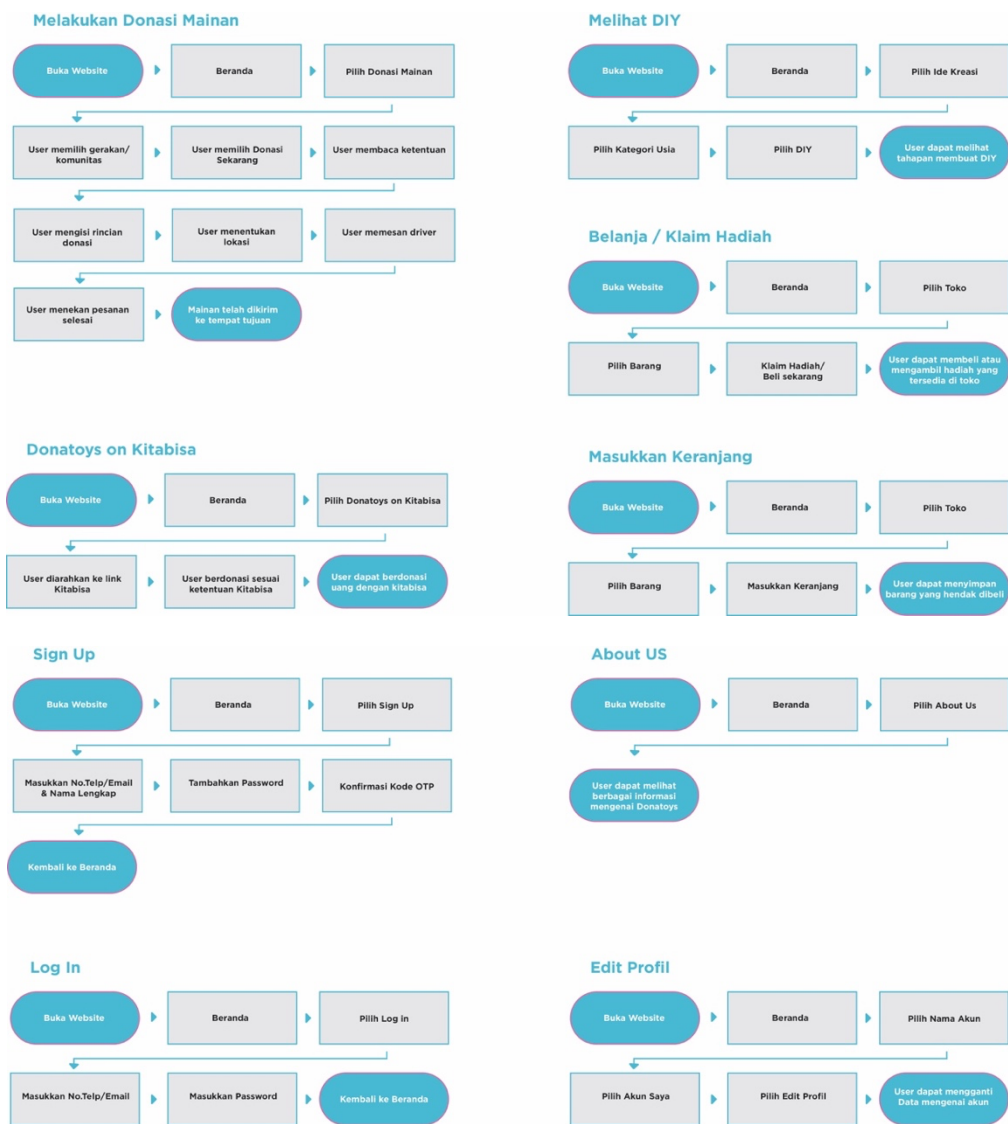 Melakukan Donasi Mainan
Buka Website
Beranda
Pilih Donasi Mainan
User memilih gerakan/
komunitas
User memilih Donasi
Sekarang
User membaca ketentuan
User mengisi rincian
donasi
User menentukan
lokasi
User memesan driver
User menekan pesanan
selesai
Mainan telah dikirim
ke tempat tujuan
Melihat DIY
Buka Website
Beranda
Pilih Ide Kreasi
Pilih Kategori Usia
Pilih DIY
User dapat melihat
tahapan membuat DIY
Belanja / Klaim Hadiah
Buka Website
Beranda
Pilih Toko
Pilih Barang
Klaim Hadiah/
Beli sekarang
User dapat membeli atau
mengambil hadiah yang
tersedia di toko
Donatoys on Kitabisa
Buka Website
Beranda
Pilih Donatoys on Kitabisa
User diarahkan ke link
Kitabisa
User berdonasi sesuai
ketentuan Kitabisa
User dapat berdonasi
uang dengan kitabisa
Masukkan Keranjang
Buka Website
Beranda
Pilih Toko
Pilih Barang
Masukkan Keranjang
User dapat menyimpan
barang yang hendak dibeli
Sign Up
Buka Website
Beranda
Pilih Sign Up
Masukkan No.Telp/Email
& Nama Lengkap
Tambahkan Password
Konfirmasi Kode OTP
Kembali ke Beranda
About US
Buka Website
Beranda
Pilih About Us
User dapat melihat
berbagai informasi
mengenai Donatoys
Log In
Buka Website
Beranda
Pilih Log in
Masukkan No.Telp/Email
Masukkan Password
Kembali ke Beranda
Edit Profil
Buka Website
Beranda
Pilih Nama Akun
Pilih Akun Saya
Pilih Edit Profil
User dapat mengganti
Data mengenai akun